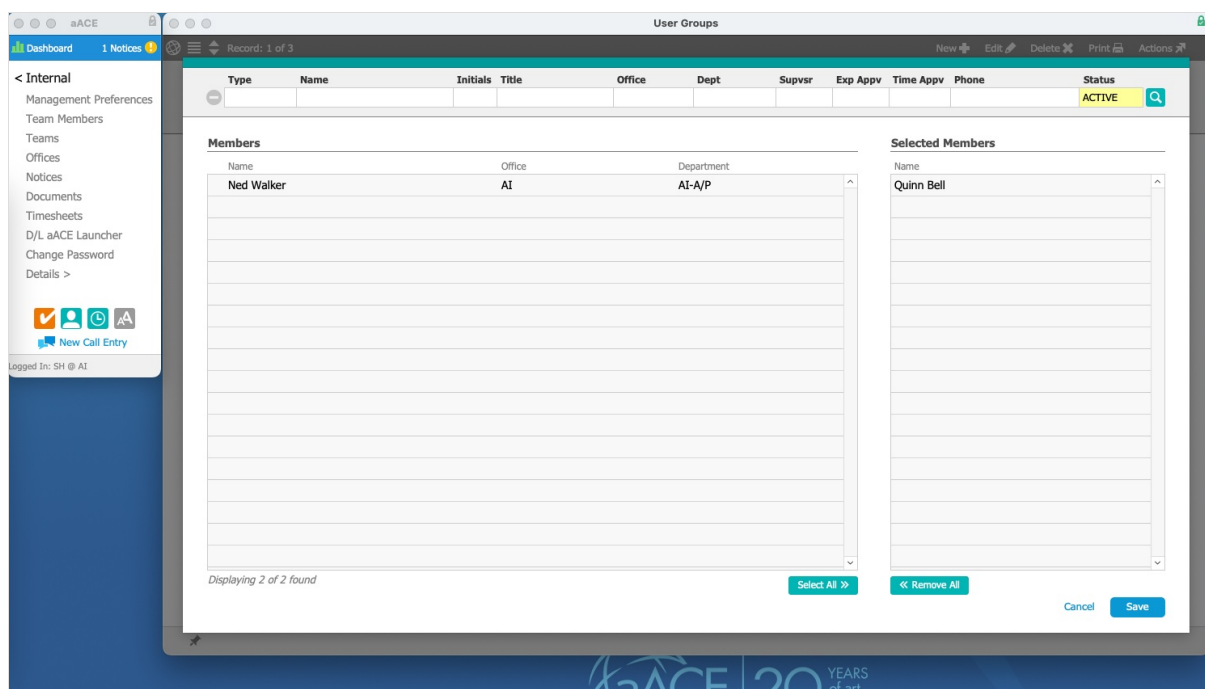 aACE
User Groups
Dashboard 1 Notices !
Record: 1 of 3
New Edit Delete Print Actions
< Internal
Management Preferences
Team Members
Teams
Offices
Notices
Documents
Timesheets
D/L aACE Launcher
Change Password
Details >
AA
New Call Entry
Logged In: SH @ AI
Type Name Initials Title Office Dept Supvsr Exp Appv Time Appv Phone Status
ACTIVE
Members
Name Office Department
Ned Walker AI AI-A/P
Displaying 2 of 2 found
Select All »
Selected Members
Name
Quinn Bell
« Remove All
Cancel Save
aACE 20 YEARS
of art